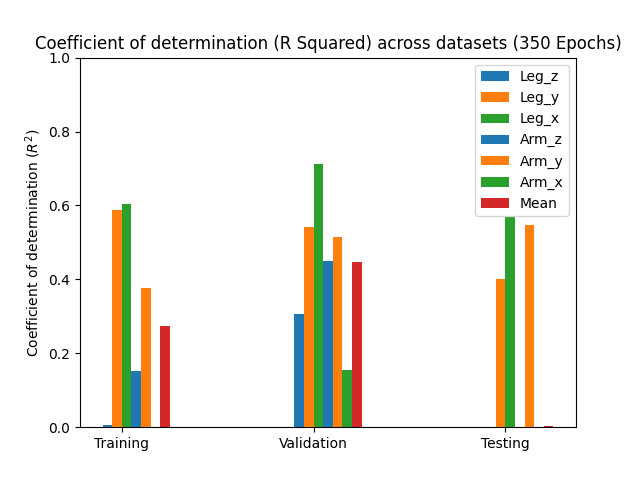 Coefficient of determination (R Squared) across datasets (350 Epochs)
Coefficient of determination (R²)
1.0
0.8
0.6
0.4
0.2
0.0
Training
Validation
Testing
Leg_z
Leg_y
Leg_x
Arm_z
Arm_y
Arm_x
Mean